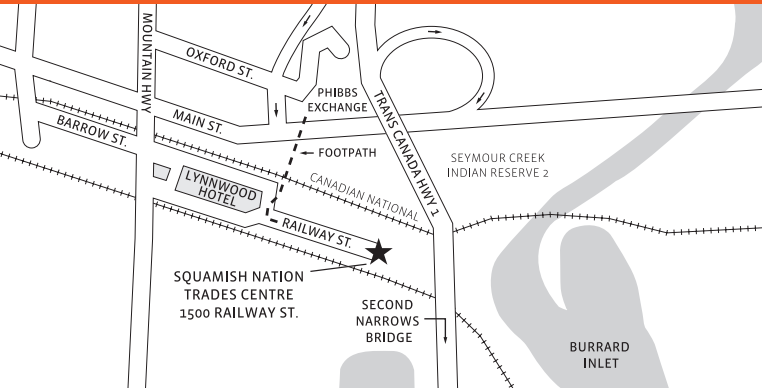 MOUNTAIN HWY
OXFORD ST.
PHIBBS
EXCHANGE
TRANS CANADA HWY 1
MAIN ST.
BARROW ST.
FOOTPATH
SEYMOUR CREEK
INDIAN RESERVE 2
LYNNWOOD
HOTEL
CANADIAN NATIONAL
RAILWAY ST.
SQUAMISH NATION
TRADES CENTRE
1500 RAILWAY ST.
SECOND
NARROWS
BRIDGE
BURRARD
INLET